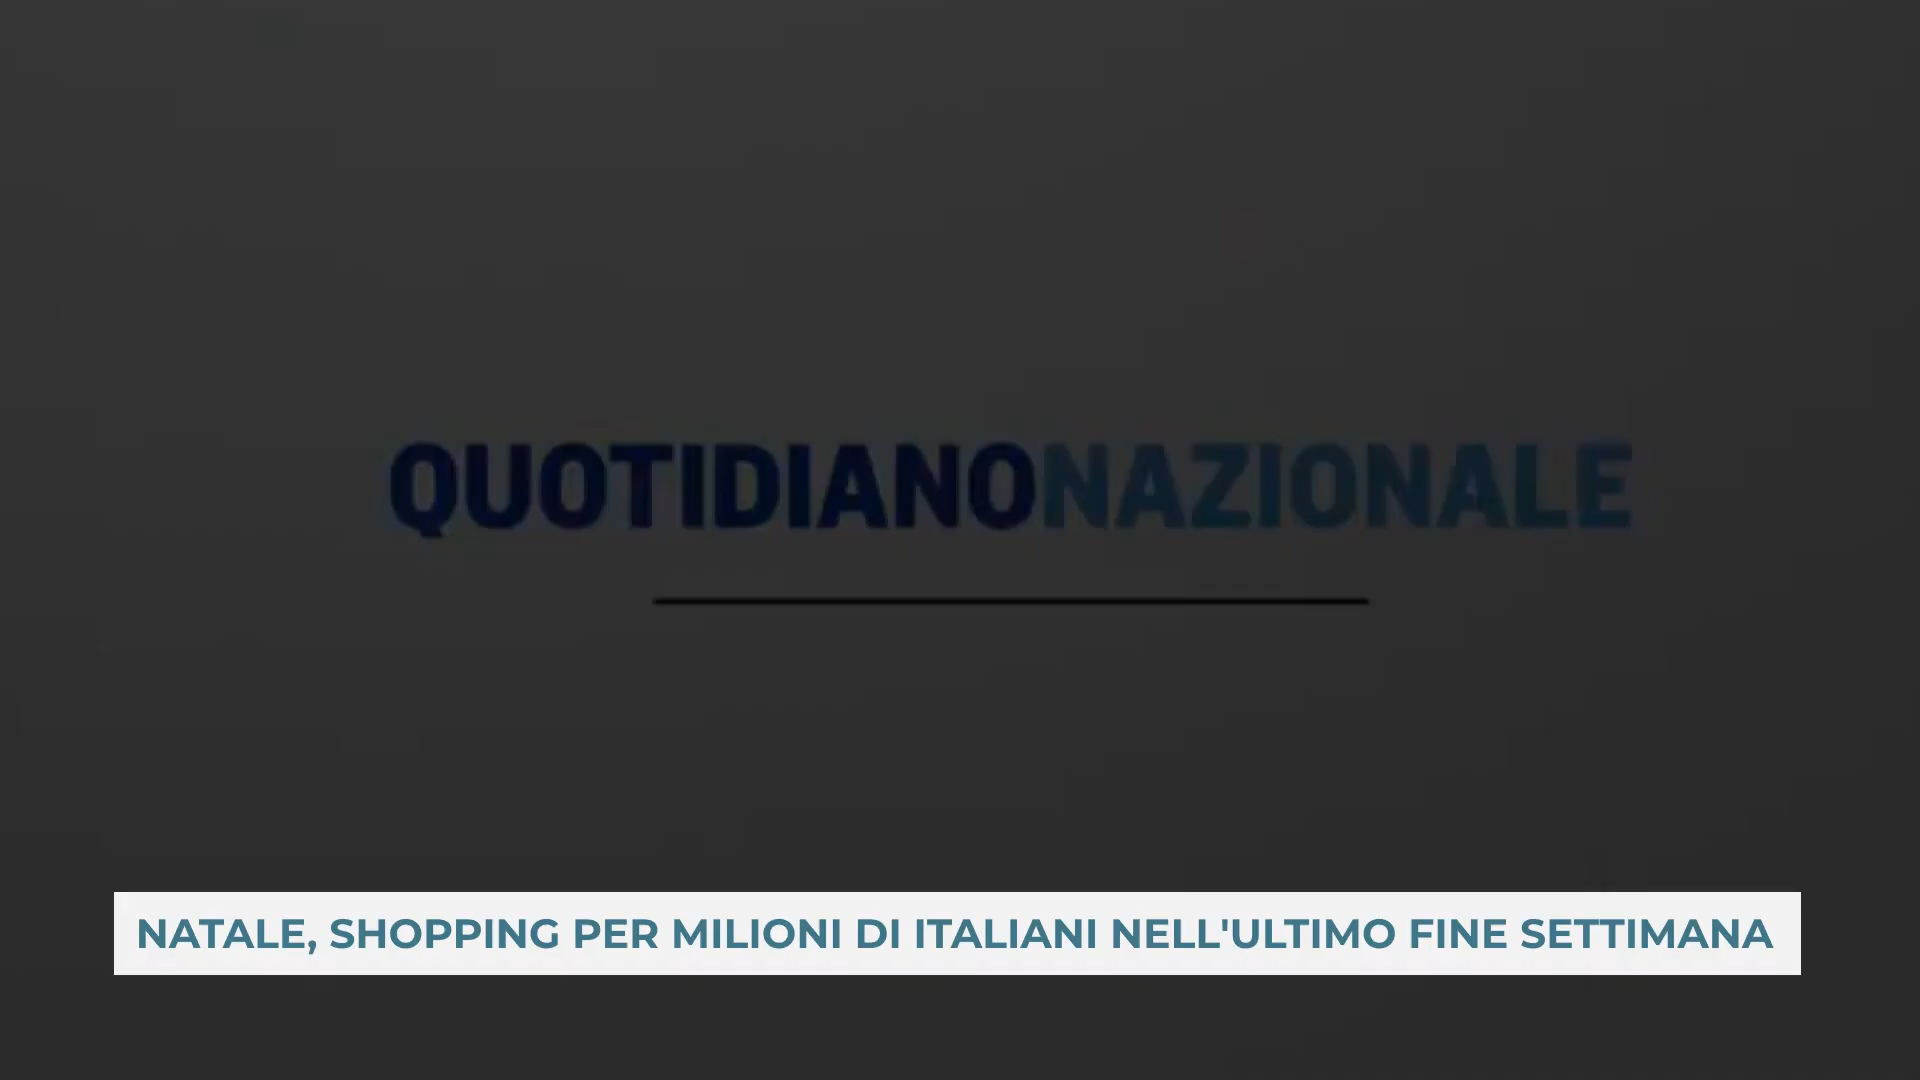 QUOTIDIANONAZIONALE
NATALE, SHOPPING PER MILIONI DI ITALIANI NELL'ULTIMO FINE SETTIMANA